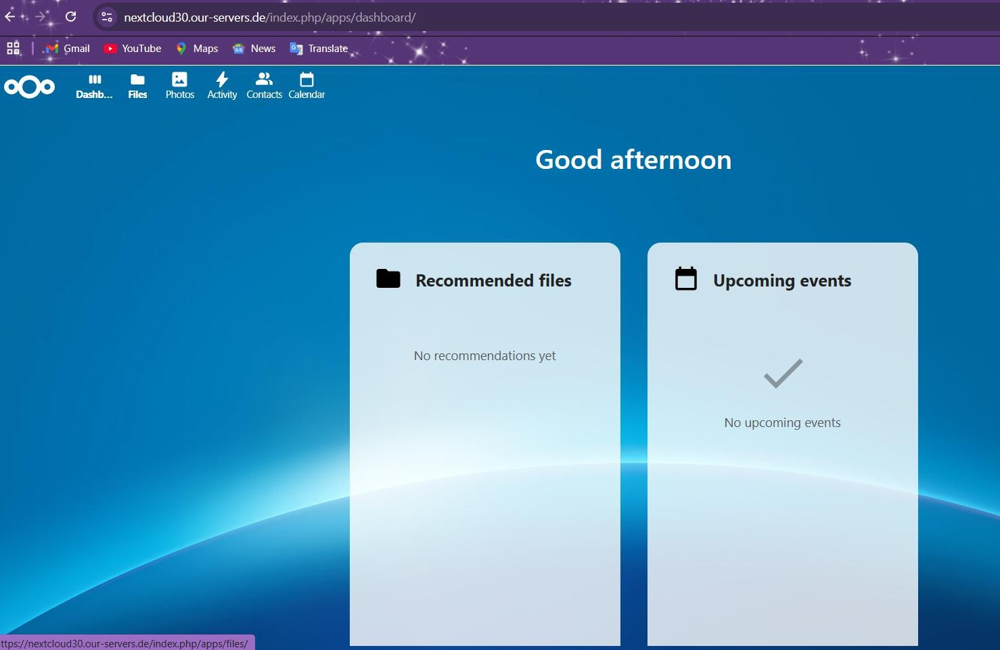 nextcloud30.our-servers.de/index.php/apps/dashboard/
Gmail YouTube Maps News Translate
Dashb... Files Photos Activity Contacts Calendar
Good afternoon
Recommended files
Upcoming events
No recommendations yet
No upcoming events
ttps://nextcloud30.our-servers.de/index.php/apps/files/